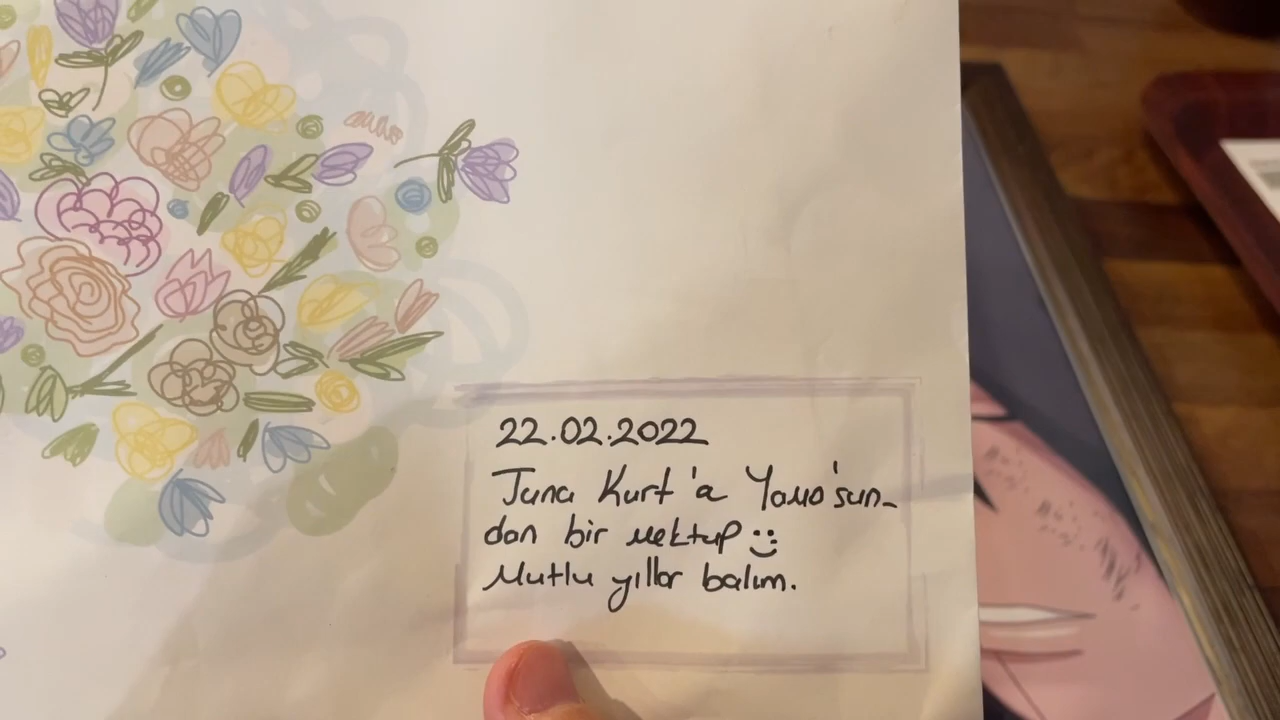 22.02.2022
Tuna Kurt'a Yamo'sun-
dan bir mektup :)
Mutlu yıllar balım.